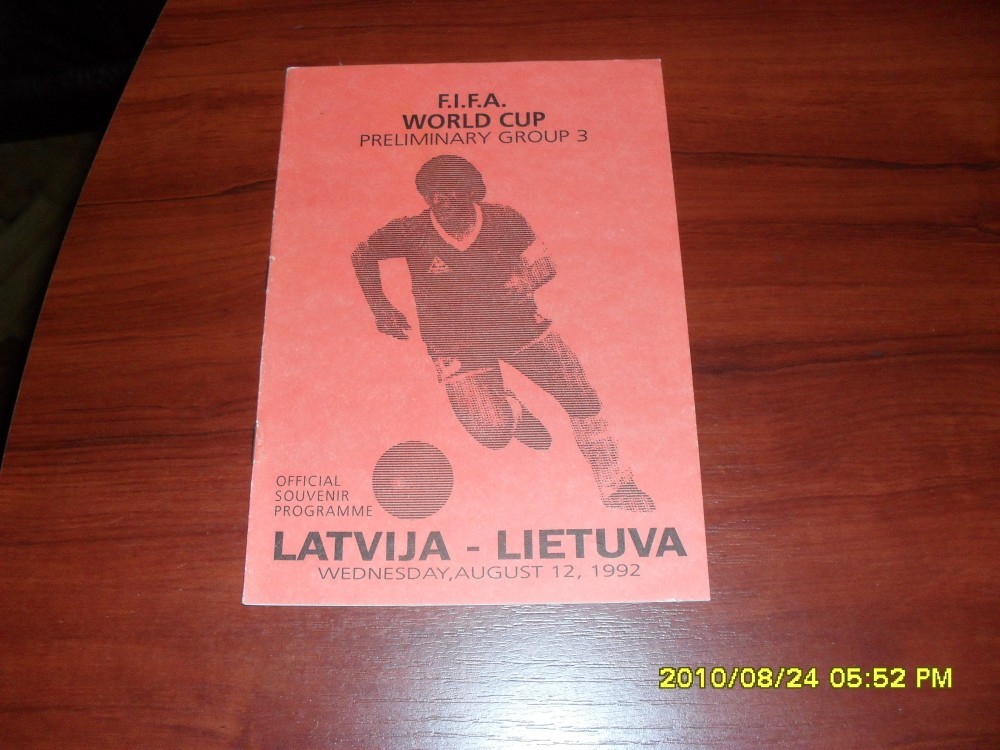 F.I.F.A.
WORLD CUP
PRELIMINARY GROUP 3
OFFICIAL
SOUVENIR
PROGRAMME
LATVIJA - LIETUVA
WEDNESDAY,AUGUST 12, 1992
2010/08/24 05:52 PM